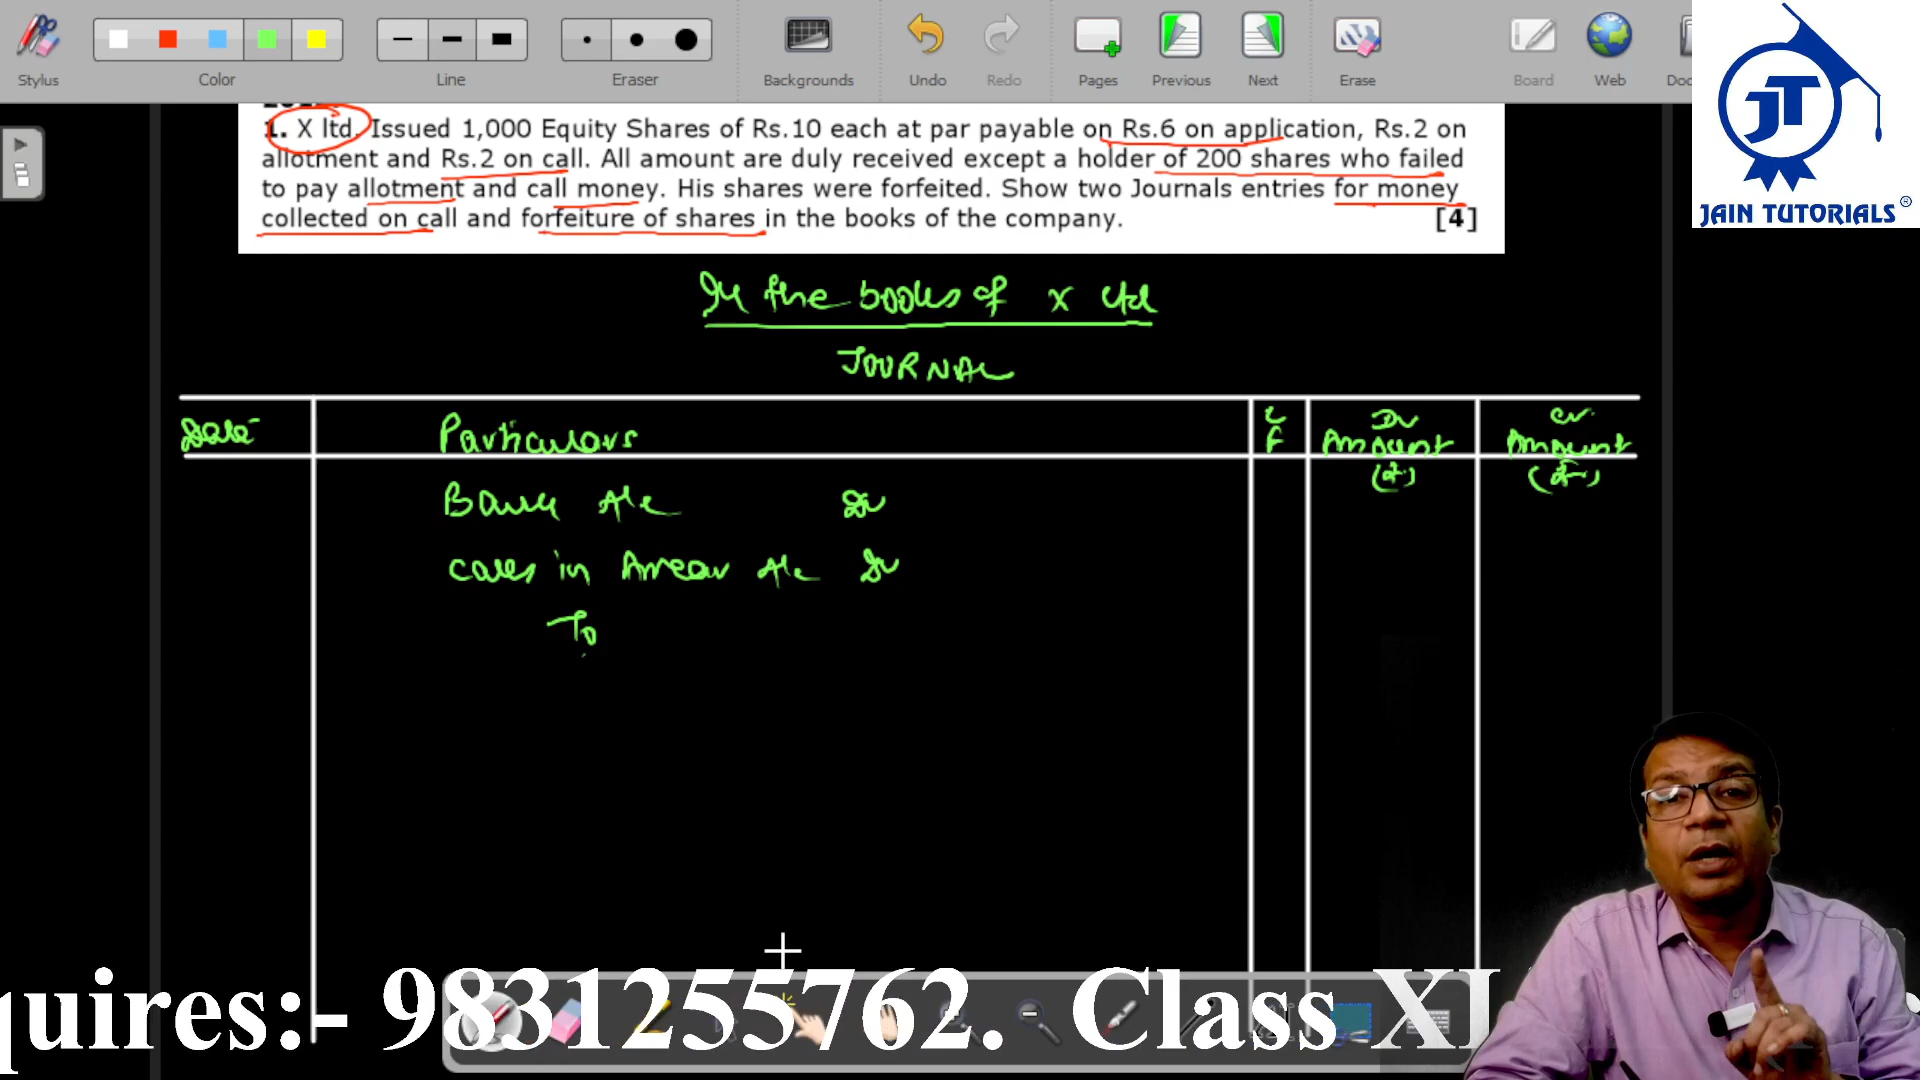 Stylus
Color
Line
Eraser
Backgrounds
Undo
Redo
Pages
Previous
Next
Erase
Board
Web
JT
JAIN TUTORIALS®
1. X ltd. Issued 1,000 Equity Shares of Rs.10 each at par payable on Rs.6 on application, Rs.2 on
allotment and Rs.2 on call. All amount are duly received except a holder of 200 shares who failed
to pay allotment and call money. His shares were forfeited. Show two Journals entries for money
collected on call and forfeiture of shares in the books of the company. [4]
In the books of X Ltd
JOURNAL
Date Particulars L F Dr Amount (₹) Cr Amount (₹)
Bank A/c Dr
Calls in Arrear A/c Dr
To
quires:- 9831255762. Class XI